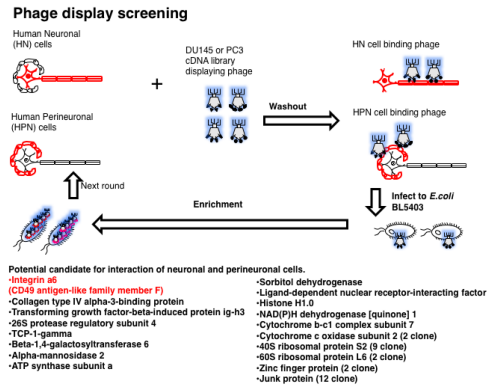 Phage display screening
Human Neuronal
(HN) cells
DU145 or PC3
cDNA library
displaying phage
HN cell binding phage
+
Washout
Human Perineuronal
(HPN) cells
HPN cell binding phage
Next round
Enrichment
Infect to E.coli
BL5403
Potential candidate for interaction of neuronal and perineuronal cells.
•Integrin a6
(CD49 antigen-like family member F)
•Collagen type IV alpha-3-binding protein
•Transforming growth factor-beta-induced protein ig-h3
•26S protease regulatory subunit 4
•TCP-1-gamma
•Beta-1,4-galactosyltransferase 6
•Alpha-mannosidase 2
•ATP synthase subunit a
•Sorbitol dehydrogenase
•Ligand-dependent nuclear receptor-interacting factor
•Histone H1.0
•NAD(P)H dehydrogenase [quinone] 1
•Cytochrome b-c1 complex subunit 7
•Cytochrome c oxidase subunit 2 (2 clone)
•40S ribosomal protein S2 (9 clone)
•60S ribosomal protein L6 (2 clone)
•Zinc finger protein (2 clone)
•Junk protein (12 clone)